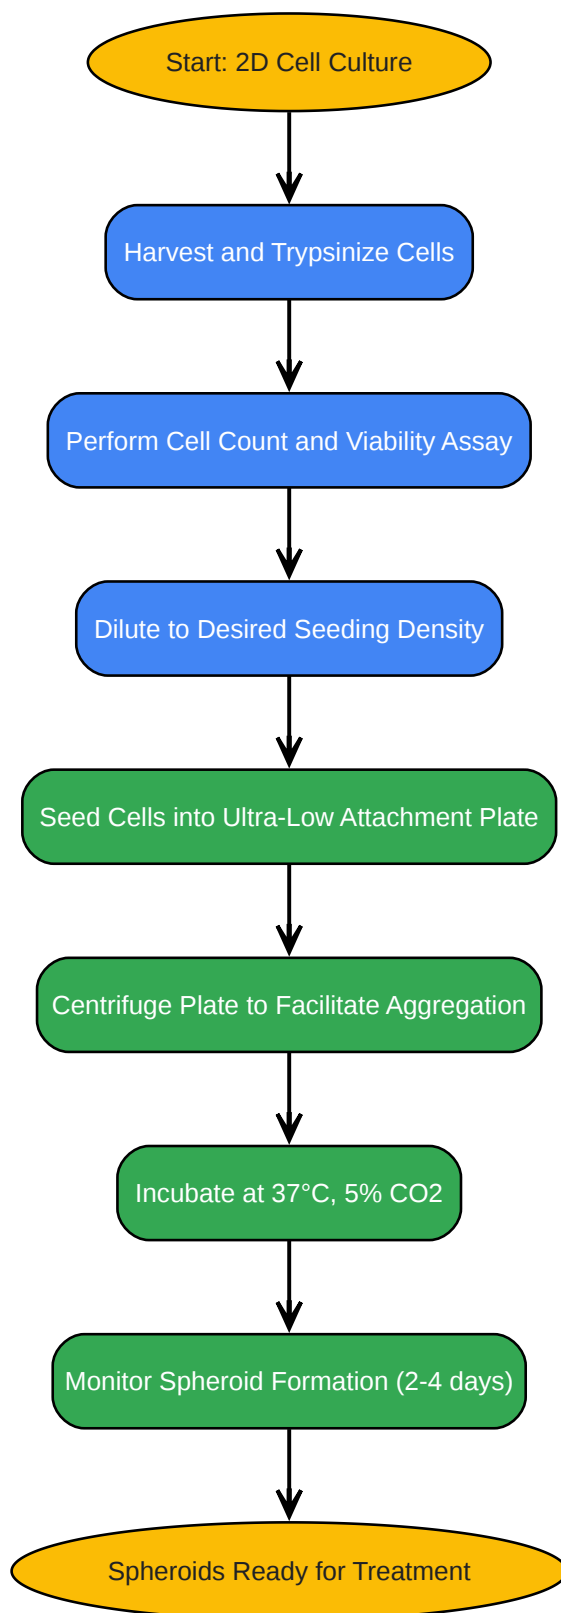 Start: 2D Cell Culture
Harvest and Trypsinize Cells
Perform Cell Count and Viability Assay
Dilute to Desired Seeding Density
Seed Cells into Ultra-Low Attachment Plate
Centrifuge Plate to Facilitate Aggregation
Incubate at 37°C, 5% CO2
Monitor Spheroid Formation (2-4 days)
Spheroids Ready for Treatment